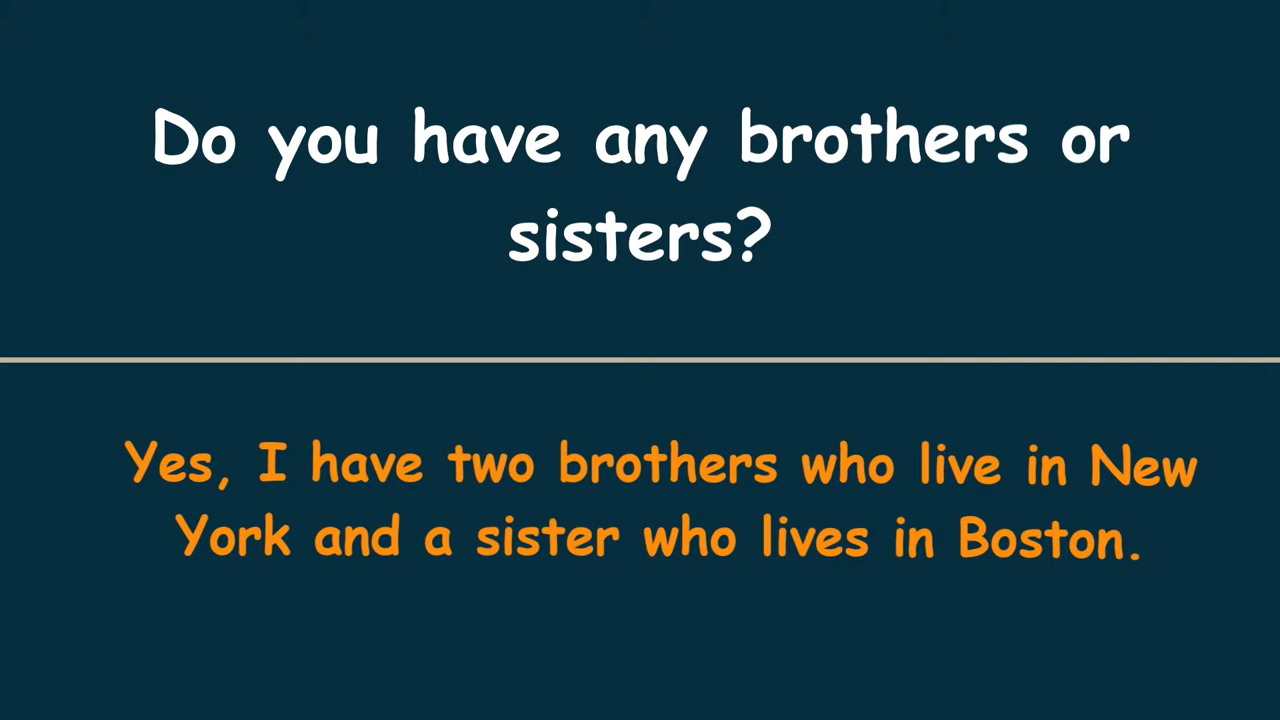 Do you have any brothers or
sisters?
Yes, I have two brothers who live in New
York and a sister who lives in Boston.